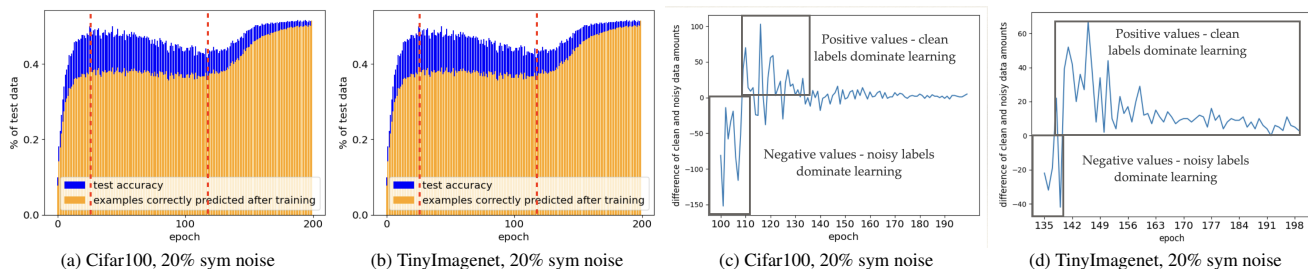 % of test data
0.4
0.2
0.0
test accuracy
examples correctly predicted after training
0
100
200
epoch
(a) Cifar100, 20% sym noise
% of test data
0.4
0.2
0.0
test accuracy
examples correctly predicted after training
0
100
200
epoch
(b) TinyImagenet, 20% sym noise
difference of clean and noisy data amounts
100
75
50
25
0
−25
−50
−75
−100
−125
−150
Positive values - clean
labels dominate learning
Negative values - noisy labels
dominate learning
100 110 120 130 140 150 160 170 180 190
epoch
(c) Cifar100, 20% sym noise
difference of clean and noisy data amounts
60
40
20
0
−20
−40
Positive values - clean
labels dominate learning
Negative values - noisy labels
dominate learning
135 142 149 156 163 170 177 184 191 198
epoch
(d) TinyImagenet, 20% sym noise